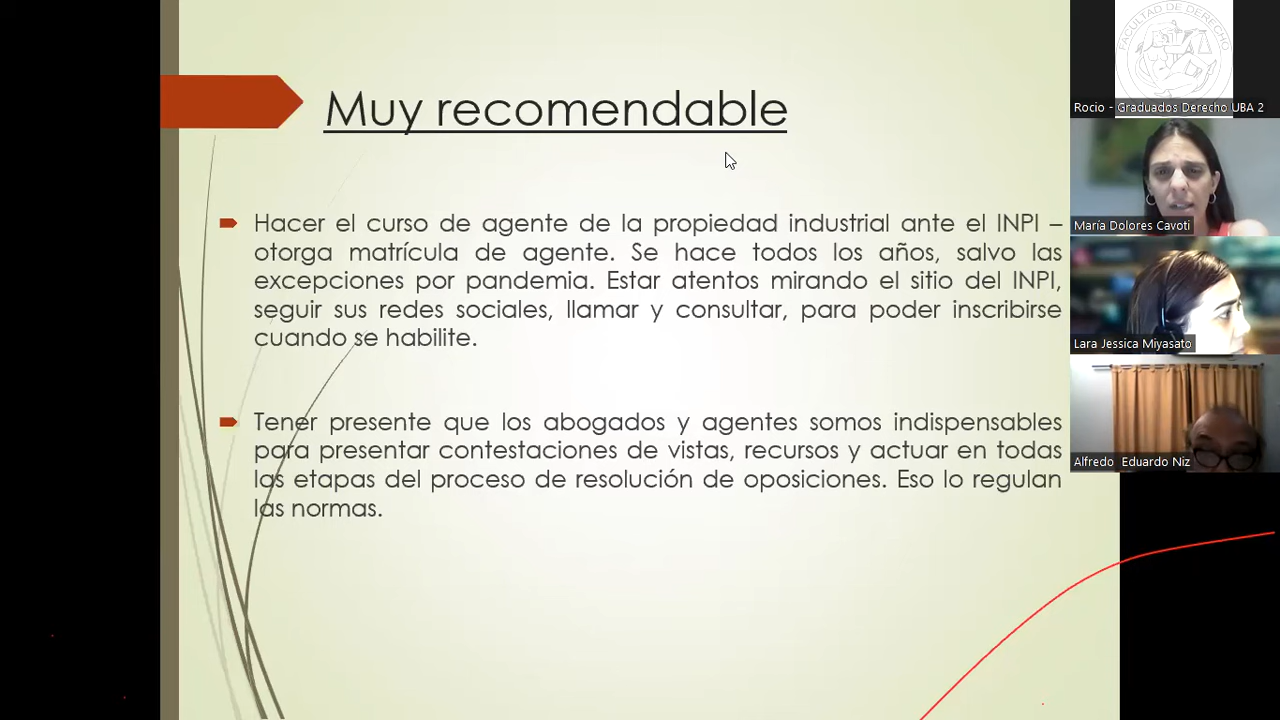 Muy recomendable
Hacer el curso de agente de la propiedad industrial ante el INPI –
otorga matrícula de agente. Se hace todos los años, salvo las
excepciones por pandemia. Estar atentos mirando el sitio del INPI,
seguir sus redes sociales, llamar y consultar, para poder inscribirse
cuando se habilite.
Tener presente que los abogados y agentes somos indispensables
para presentar contestaciones de vistas, recursos y actuar en todas
las etapas del proceso de resolución de oposiciones. Eso lo regulan
las normas.
FACULTAD DE DERECHO
Rocio - Graduados Derecho UBA 2
María Dolores Cavoti
Lara Jessica Miyasato
Alfredo Eduardo Niz